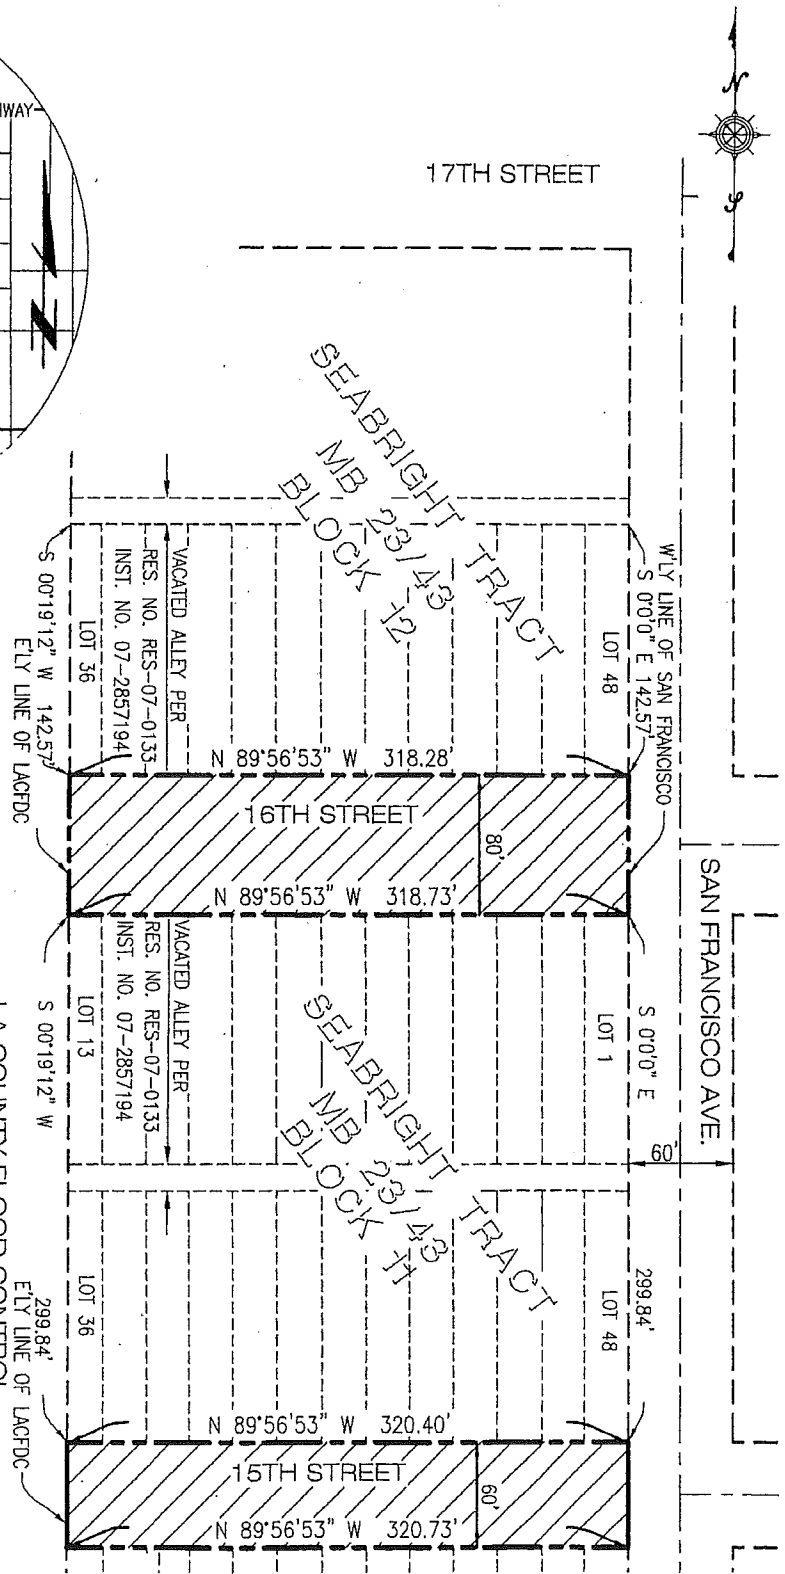 N
S
WAY
N
17TH STREET
SEABRIGHT TRACT
MB 23/43
BLOCK 12
W'LY LINE OF SAN FRANCISCO
S 0°0'0" E 142.57'
LOT 48
VACATED ALLEY PER
RES. NO. RES-07-0133
INST. NO. 07-2857194
LOT 36
S 00°19'12" W 142.57'
E'LY LINE OF LACFDC
N 89°56'53" W 318.28'
16TH STREET
80'
N 89°56'53" W 318.73'
SAN FRANCISCO AVE.
VACATED ALLEY PER
RES. NO. RES-07-0133
INST. NO. 07-2857194
LOT 13
S 00°19'12" W
LOT 1
S 0°0'0" E
SEABRIGHT TRACT
MB 23/43
BLOCK 11
60'
LOT 36
LOT 48
299.84'
299.84'
E'LY LINE OF LACFDC
LA COUNTY FLOOD CONTROL
N 89°56'53" W 320.40'
15TH STREET
60'
N 89°56'53" W 320.73'